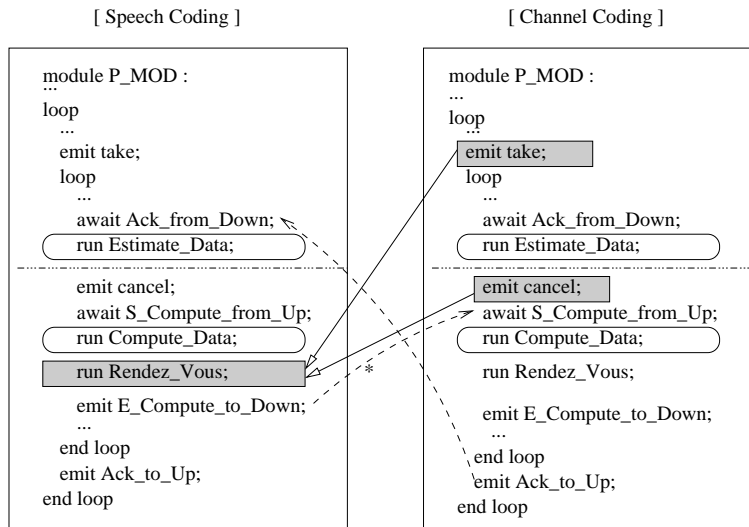 [ Speech Coding ]
module P_MOD :
...
loop
...
emit take;
loop
...
await Ack_from_Down;
run Estimate_Data;
emit cancel;
await S_Compute_from_Up;
run Compute_Data;
run Rendez_Vous;
emit E_Compute_to_Down;
...
end loop
emit Ack_to_Up;
end loop
*
[ Channel Coding ]
module P_MOD :
...
loop
...
emit take;
loop
...
await Ack_from_Down;
run Estimate_Data;
emit cancel;
await S_Compute_from_Up;
run Compute_Data;
run Rendez_Vous;
emit E_Compute_to_Down;
...
end loop
emit Ack_to_Up;
end loop